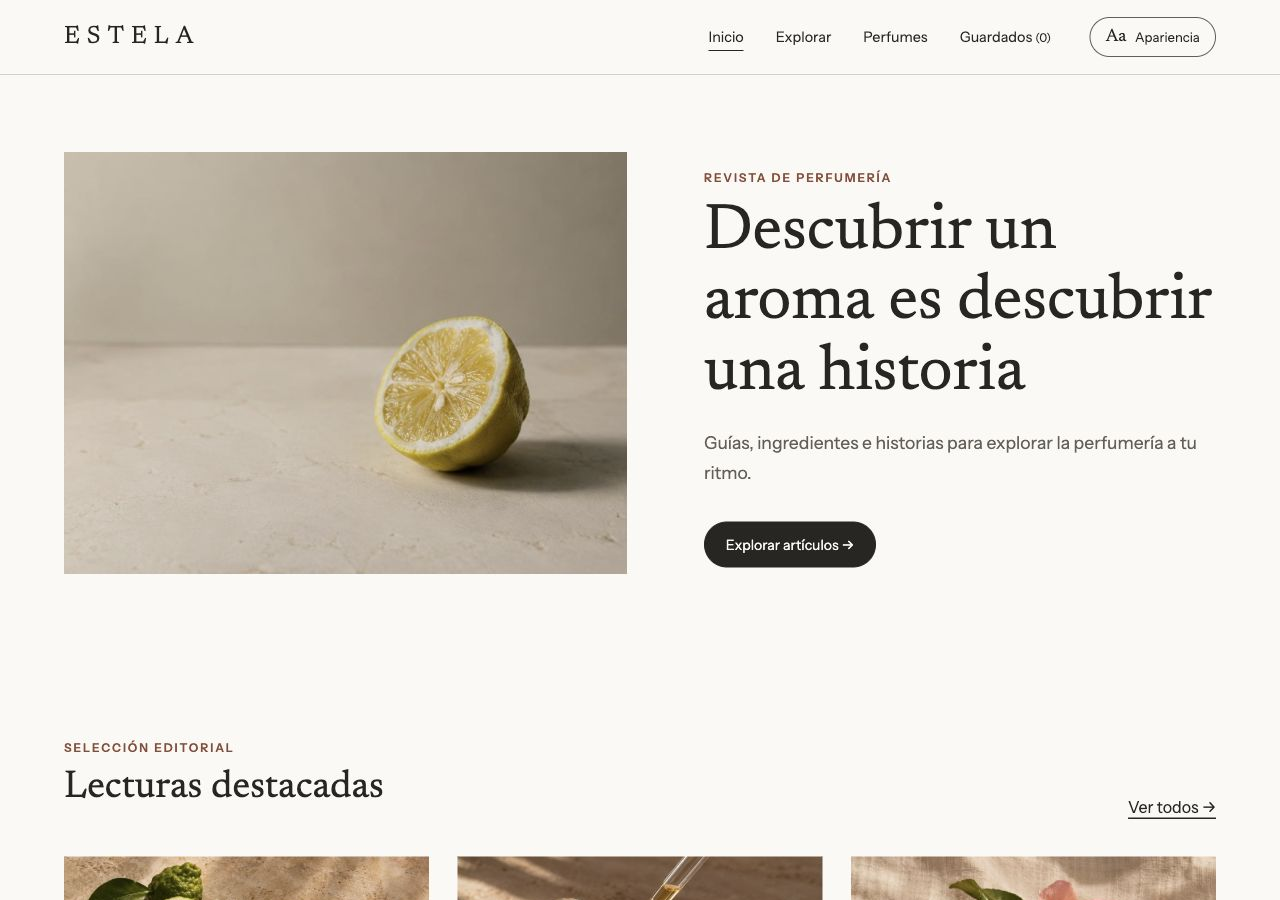 ESTELA
Inicio
Explorar
Perfumes
Guardados (0)
Aa Apariencia
REVISTA DE PERFUMERÍA
Descubrir un
aroma es descubrir
una historia
Guías, ingredientes e historias para explorar la perfumería a tu
ritmo.
Explorar artículos →
SELECCIÓN EDITORIAL
Lecturas destacadas
Ver todos →